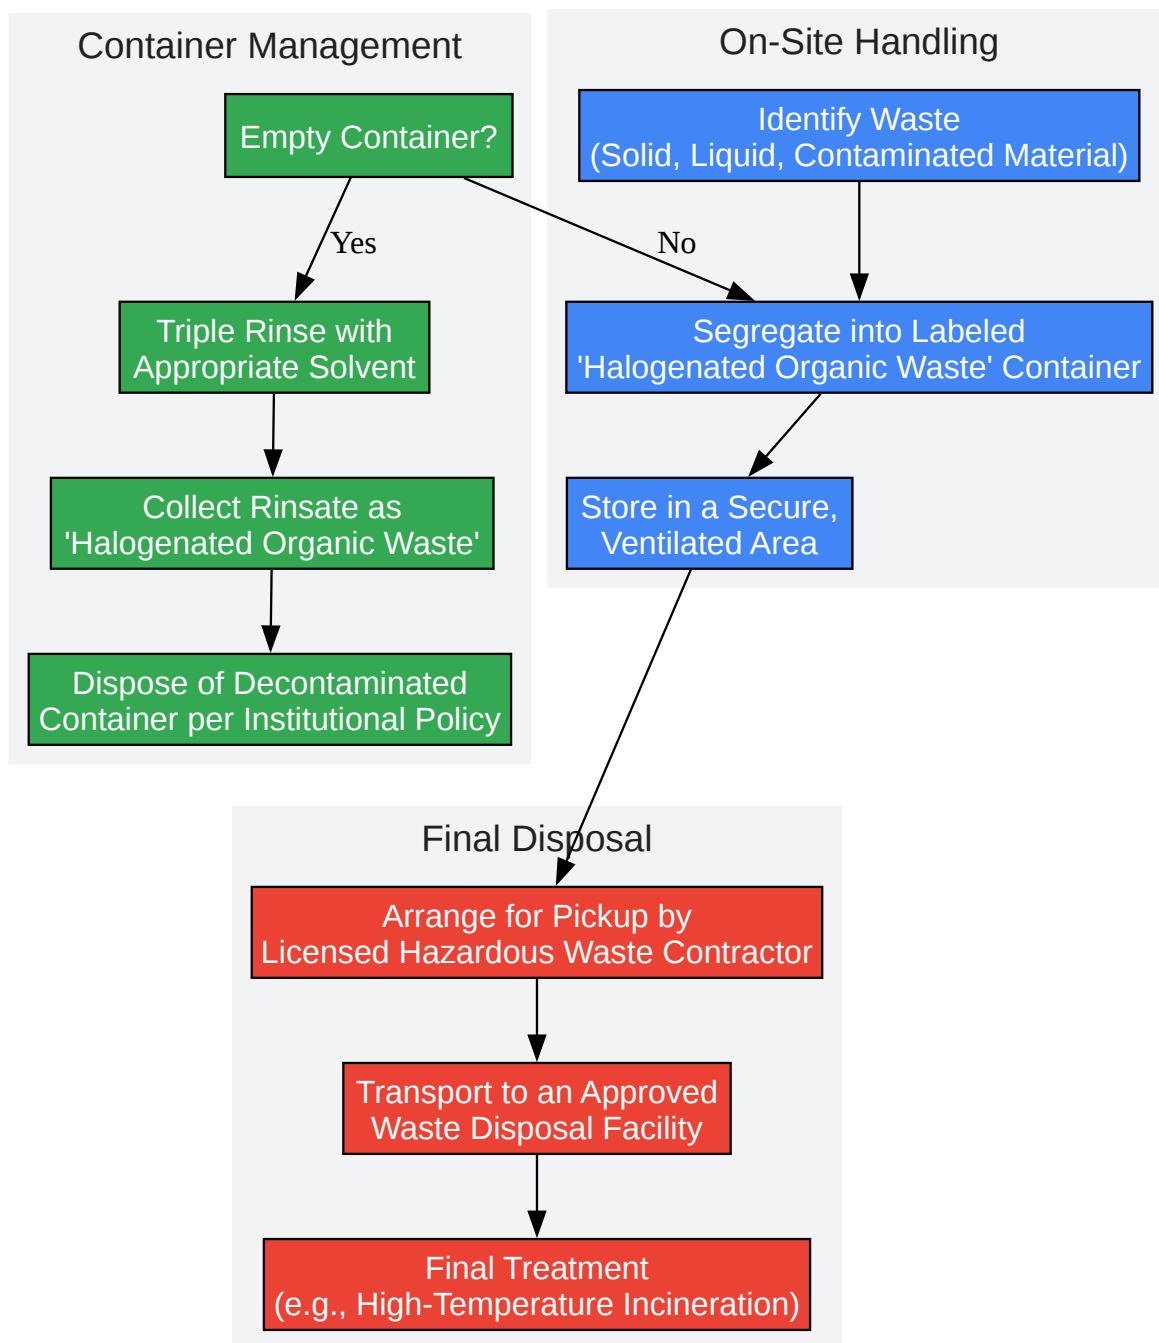 Container Management
Empty Container?
Yes
No
Triple Rinse with
Appropriate Solvent
Collect Rinsate as
'Halogenated Organic Waste'
Dispose of Decontaminated
Container per Institutional Policy
On-Site Handling
Identify Waste
(Solid, Liquid, Contaminated Material)
Segregate into Labeled
'Halogenated Organic Waste' Container
Store in a Secure,
Ventilated Area
Final Disposal
Arrange for Pickup by
Licensed Hazardous Waste Contractor
Transport to an Approved
Waste Disposal Facility
Final Treatment
(e.g., High-Temperature Incineration)